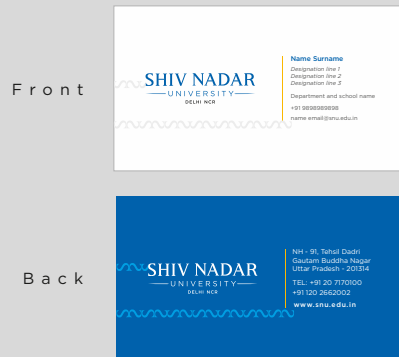 Front
SHIV NADAR
UNIVERSITY
DELHI NCR
Name Surname
Designation line 1
Designation line 2
Designation line 3
Department and school name
+91 9898989898
name email@snu.edu.in
Back
SHIV NADAR
UNIVERSITY
DELHI NCR
NH - 91, Tehsil Dadri
Gautam Buddha Nagar
Uttar Pradesh - 201314
TEL: +91 20 7170100
+91 120 2662002
www.snu.edu.in